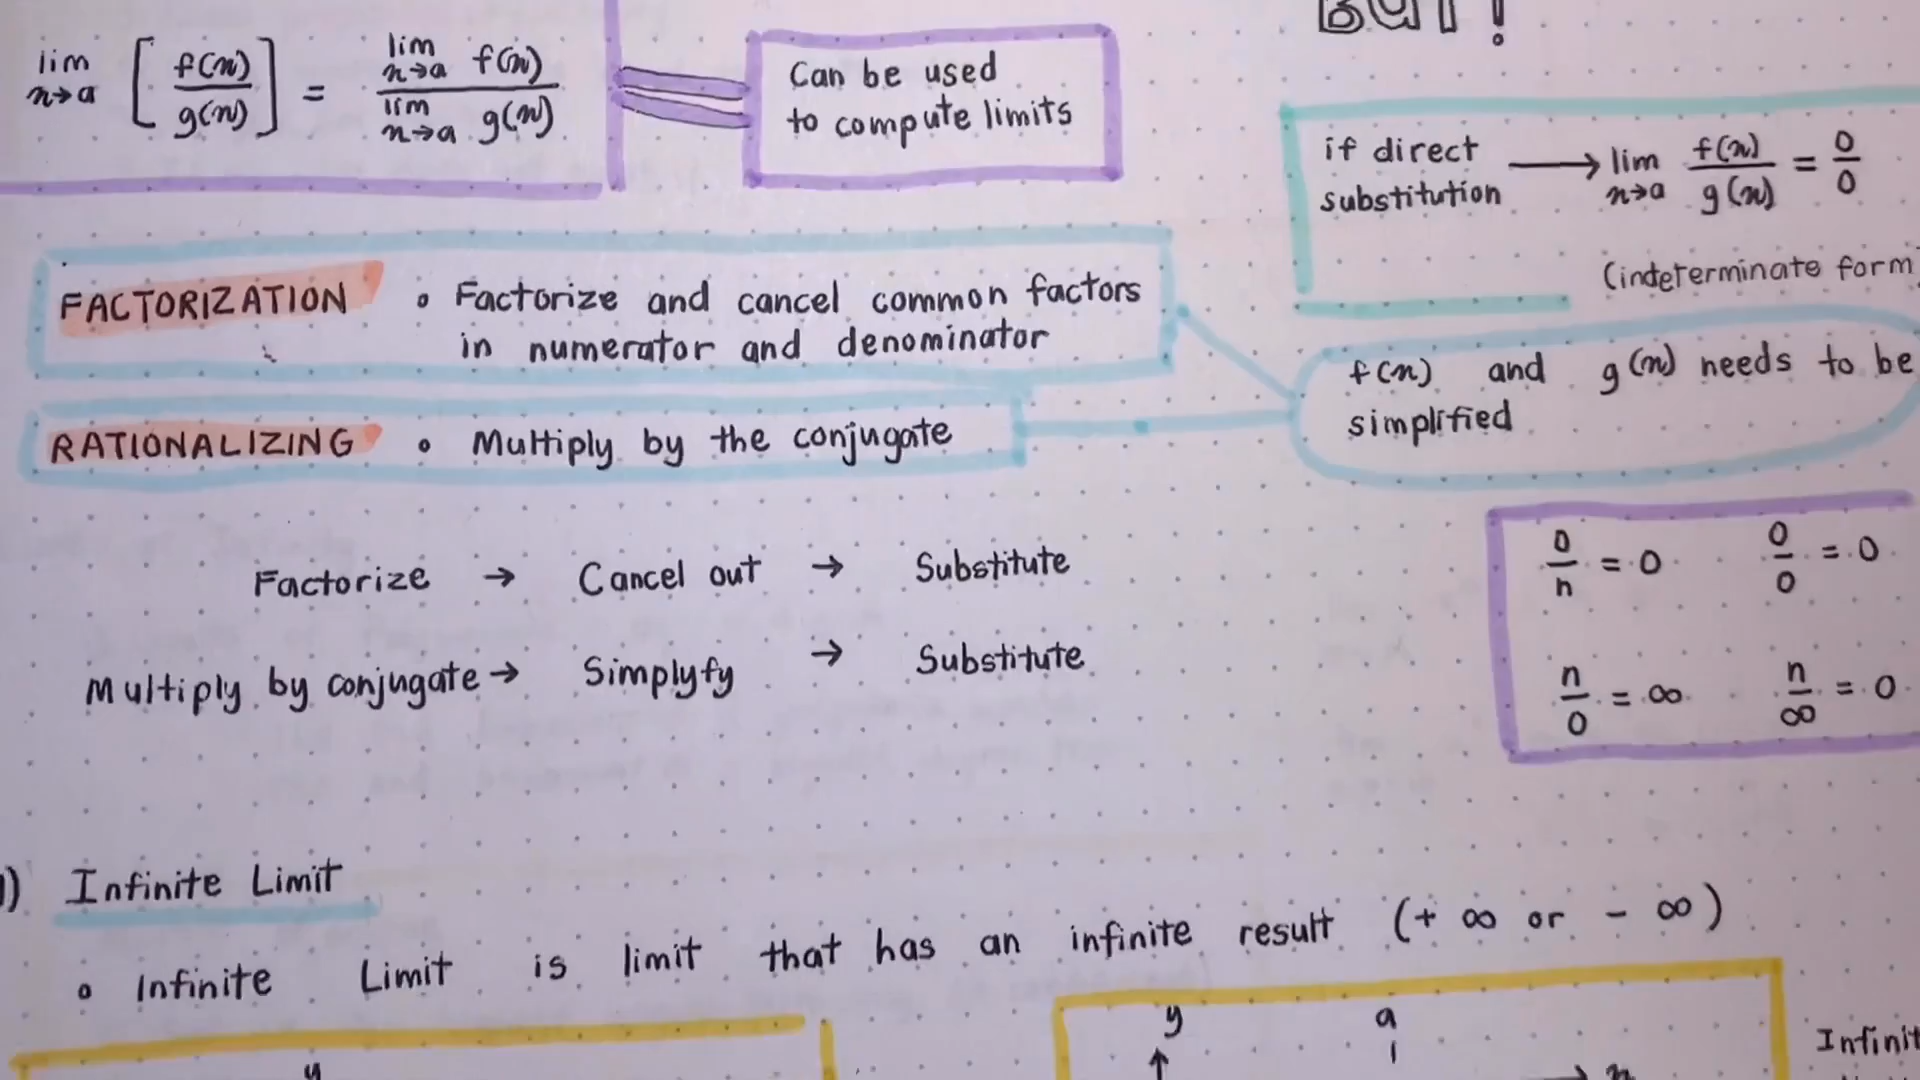 BUT!
lim n→a [ f(n) / g(n) ] = lim n→a f(n) / lim n→a g(n)
Can be used
to compute limits
if direct
substitution → lim n→a f(n) / g(n) = 0/0
(indeterminate form
FACTORIZATION • Factorize and cancel common factors
in numerator and denominator
RATIONALIZING • Multiply by the conjugate
f(n) and g(n) needs to be
simplified
Factorize → Cancel out → Substitute
Multiply by conjugate → Simplyfy → Substitute
0/n = 0 0/0 = 0
n/0 = ∞ n/∞ = 0
) Infinite Limit
• Infinite Limit is limit that has an infinite result (+ ∞ or - ∞)
y
y a
n
Infinit